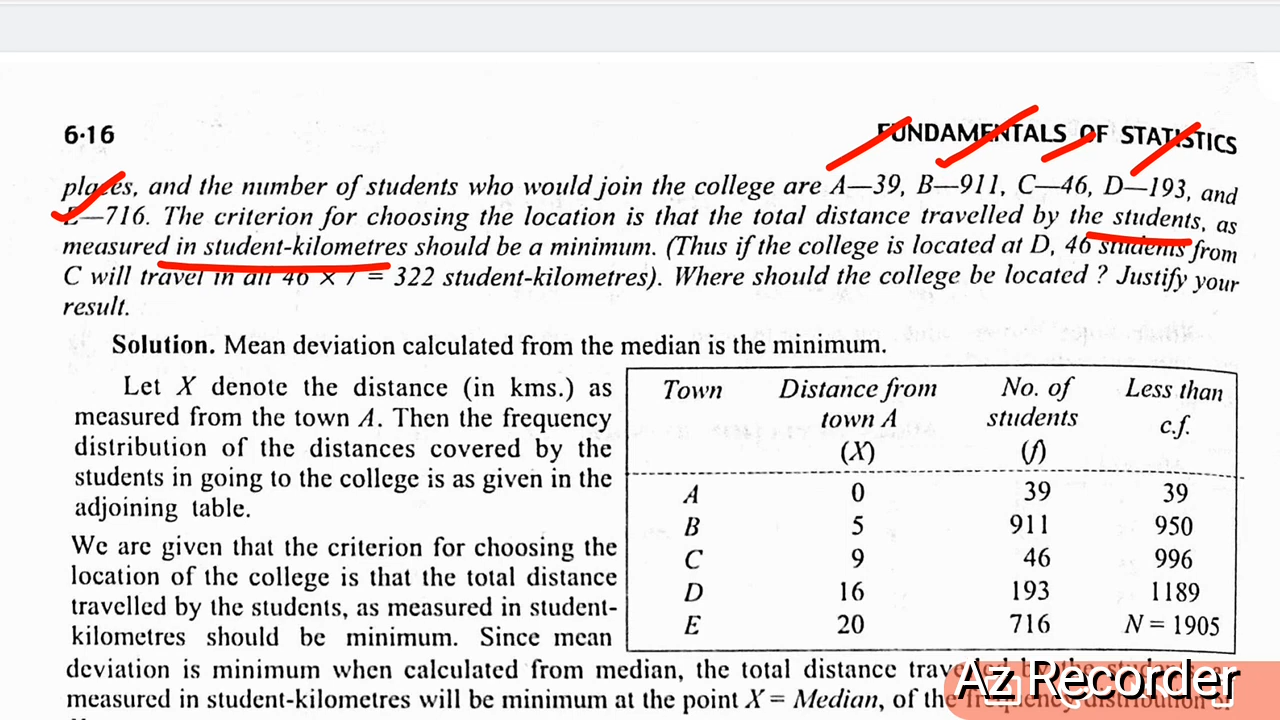 6·16 FUNDAMENTALS OF STATISTICS
places, and the number of students who would join the college are A—39, B—911, C—46, D—193, and
E—716. The criterion for choosing the location is that the total distance travelled by the students, as
measured in student-kilometres should be a minimum. (Thus if the college is located at D, 46 students from
C will travel in all 46 × 7 = 322 student-kilometres). Where should the college be located ? Justify your
result.
Solution. Mean deviation calculated from the median is the minimum.
Let X denote the distance (in kms.) as
measured from the town A. Then the frequency
distribution of the distances covered by the
students in going to the college is as given in the
adjoining table.
We are given that the criterion for choosing the
location of the college is that the total distance
travelled by the students, as measured in student-
kilometres should be minimum. Since mean
Town Distance from No. of Less than
town A students c.f.
(X) (f)
A 0 39 39
B 5 911 950
C 9 46 996
D 16 193 1189
E 20 716 N = 1905
deviation is minimum when calculated from median, the total distance travelled by the students as
measured in student-kilometres will be minimum at the point X = Median, of the frequency distribution of
Az Recorder